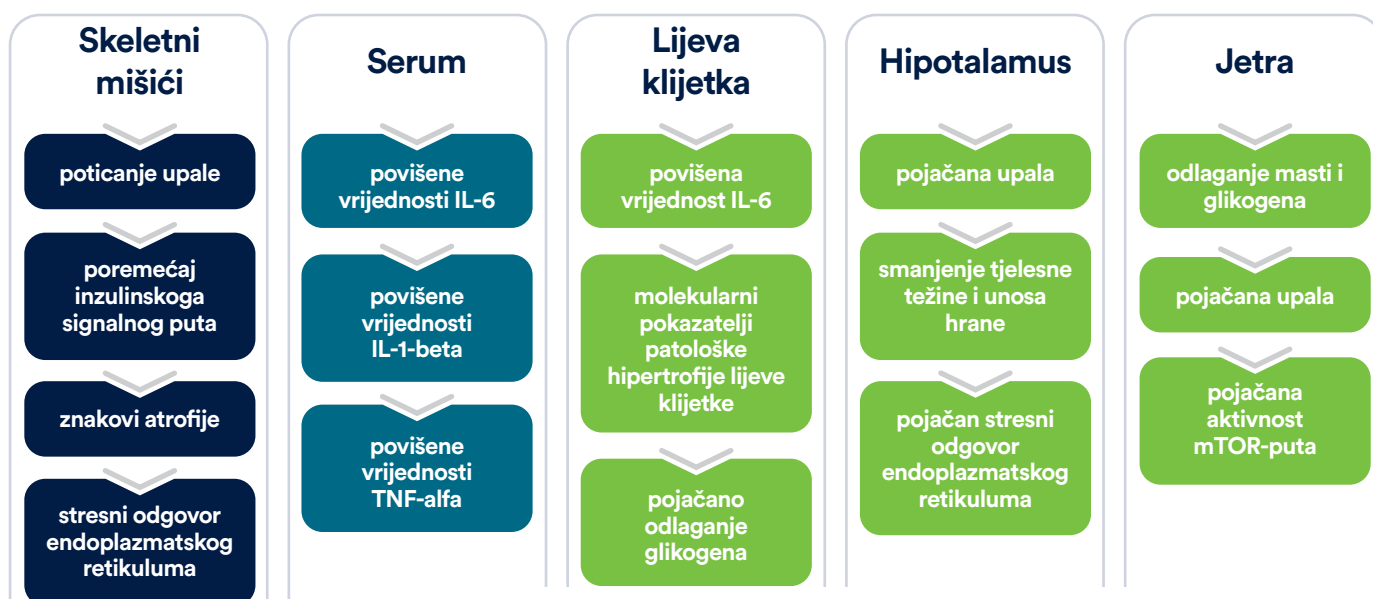 Skeletni
mišići
poticanje upale
poremećaj
inzulinskoga
signalnog puta
znakovi atrofije
stresni odgovor
endoplazmatskog
retikuluma
Serum
povišene
vrijednosti IL-6
povišene
vrijednosti
IL-1-beta
povišene
vrijednosti
TNF-alfa
Lijeva
klijetka
povišena
vrijednost IL-6
molekularni
pokazatelji
patološke
hipertrofije lijeve
klijetke
pojačano
odlaganje
glikogena
Hipotalamus
pojačana upala
smanjenje tjelesne
težine i unosa
hrane
pojačan stresni
odgovor
endoplazmatskog
retikuluma
Jetra
odlaganje masti i
glikogena
pojačana upala
pojačana
aktivnost
mTOR-puta